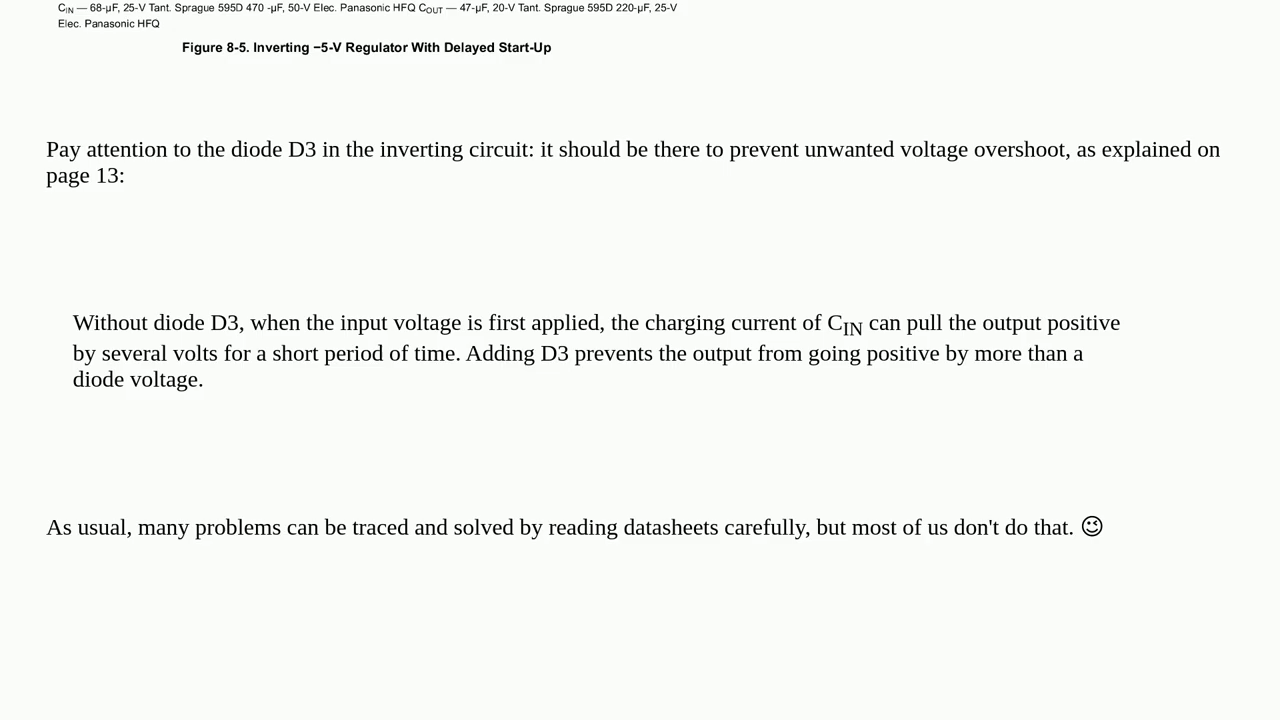 C_IN — 68-μF, 25-V Tant. Sprague 595D 470 -μF, 50-V Elec. Panasonic HFQ C_OUT — 47-μF, 20-V Tant. Sprague 595D 220-μF, 25-V
Elec. Panasonic HFQ
Figure 8-5. Inverting −5-V Regulator With Delayed Start-Up
Pay attention to the diode D3 in the inverting circuit: it should be there to prevent unwanted voltage overshoot, as explained on
page 13:
Without diode D3, when the input voltage is first applied, the charging current of C_IN can pull the output positive
by several volts for a short period of time. Adding D3 prevents the output from going positive by more than a
diode voltage.
As usual, many problems can be traced and solved by reading datasheets carefully, but most of us don't do that. 😉